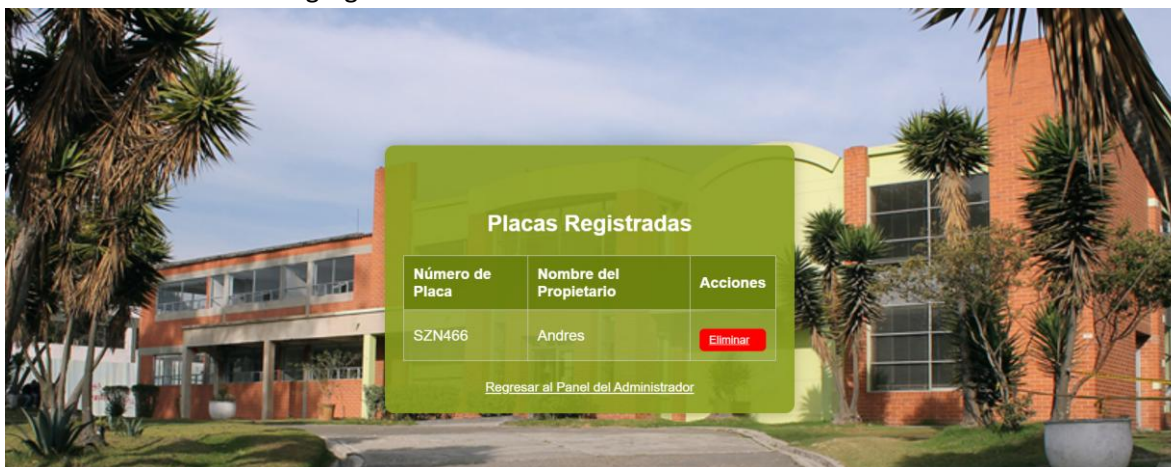 Placas Registradas
Número de Placa
Nombre del Propietario
Acciones
SZN466
Andres
Eliminar
Regresar al Panel del Administrador